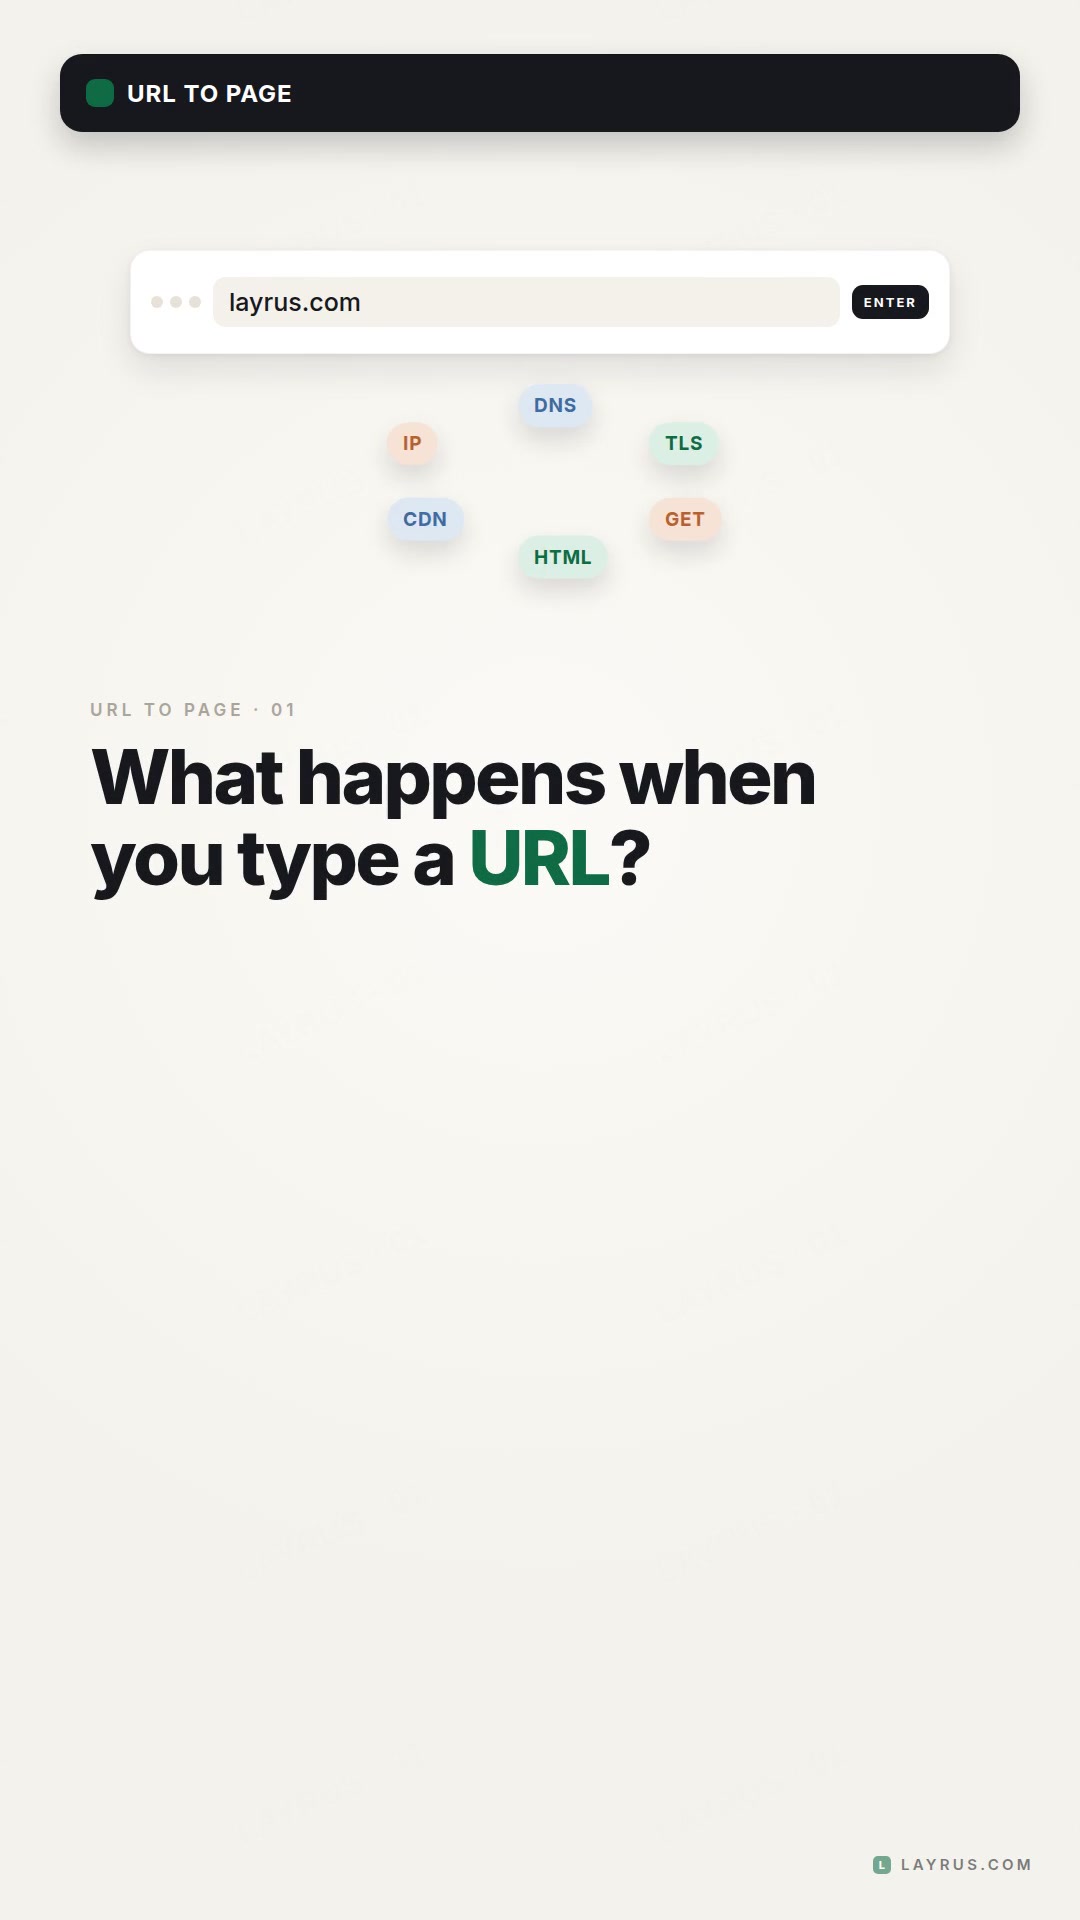 URL TO PAGE
layrus.com
ENTER
DNS
IP
TLS
CDN
GET
HTML
URL TO PAGE · 01
What happens when
you type a URL?
L LAYRUS.COM